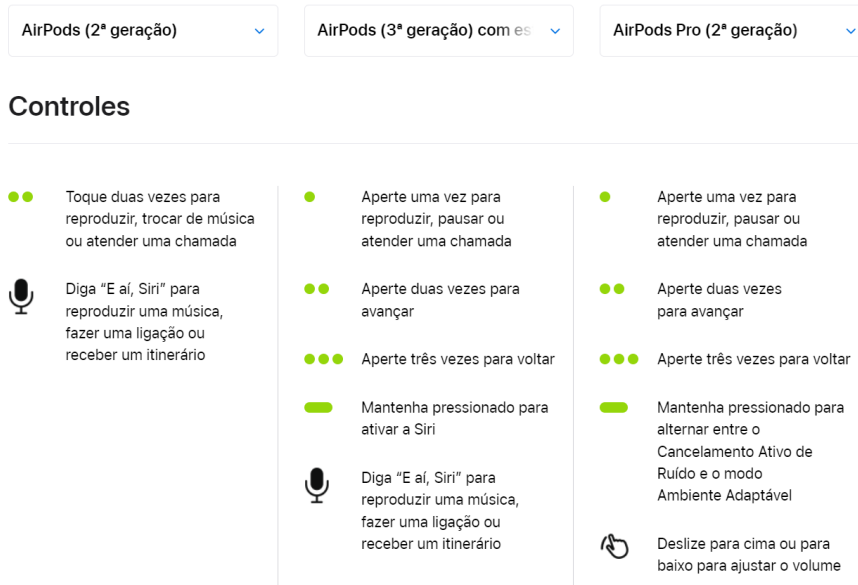 AirPods (2ª geração)
AirPods (3ª geração) com es
AirPods Pro (2ª geração)
Controles
Toque duas vezes para
reproduzir, trocar de música
ou atender uma chamada
Diga “E aí, Siri” para
reproduzir uma música,
fazer uma ligação ou
receber um itinerário
Aperte uma vez para
reproduzir, pausar ou
atender uma chamada
Aperte duas vezes para
avançar
Aperte três vezes para voltar
Mantenha pressionado para
ativar a Siri
Diga “E aí, Siri” para
reproduzir uma música,
fazer uma ligação ou
receber um itinerário
Aperte uma vez para
reproduzir, pausar ou
atender uma chamada
Aperte duas vezes
para avançar
Aperte três vezes para voltar
Mantenha pressionado para
alternar entre o
Cancelamento Ativo de
Ruído e o modo
Ambiente Adaptável
Deslize para cima ou para
baixo para ajustar o volume